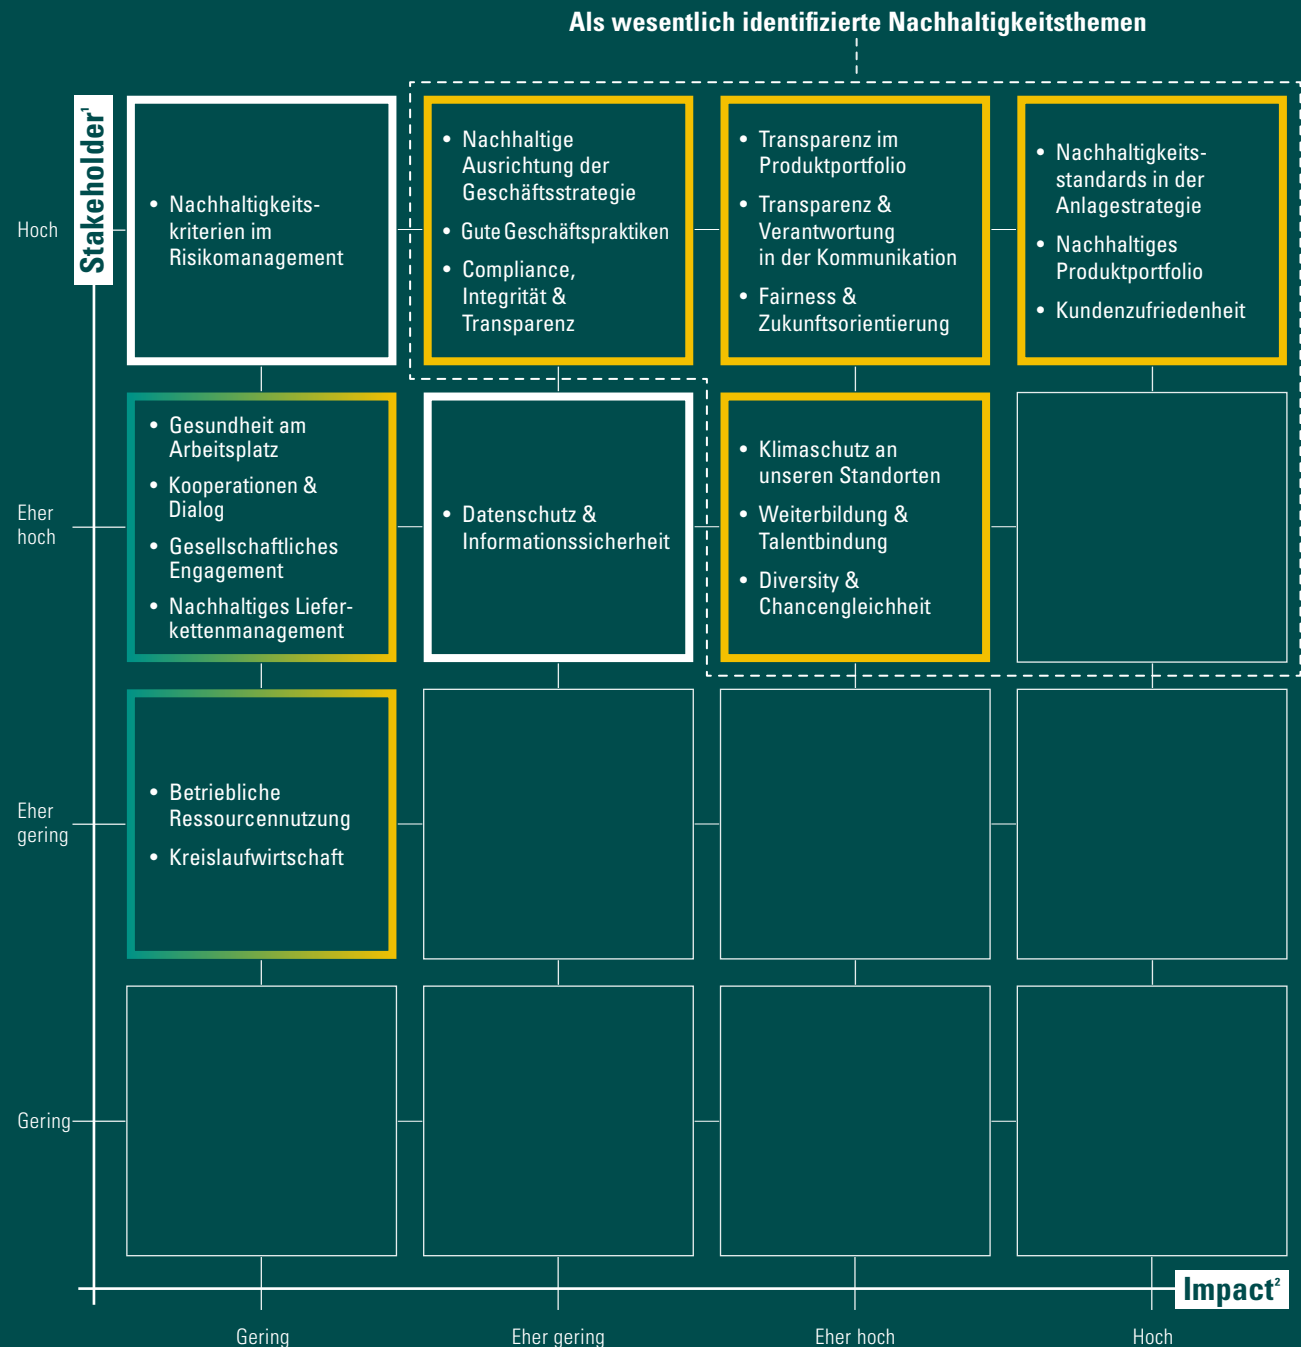 Als wesentlich identifizierte Nachhaltigkeitsthemen
Stakeholder¹
Hoch
• Nachhaltigkeits-
kriterien im
Risikomanagement
• Nachhaltige
Ausrichtung der
Geschäftsstrategie
• Gute Geschäftspraktiken
• Compliance,
Integrität &
Transparenz
• Transparenz im
Produktportfolio
• Transparenz &
Verantwortung
in der Kommunikation
• Fairness &
Zukunftsorientierung
• Nachhaltigkeits-
standards in der
Anlagestrategie
• Nachhaltiges
Produktportfolio
• Kundenzufriedenheit
Eher
hoch
• Gesundheit am
Arbeitsplatz
• Kooperationen &
Dialog
• Gesellschaftliches
Engagement
• Nachhaltiges Liefer-
kettenmanagement
• Datenschutz &
Informationssicherheit
• Klimaschutz an
unseren Standorten
• Weiterbildung &
Talentbindung
• Diversity &
Chancengleichheit
Eher
gering
• Betriebliche
Ressourcennutzung
• Kreislaufwirtschaft
Gering
Impact²
Gering
Eher gering
Eher hoch
Hoch